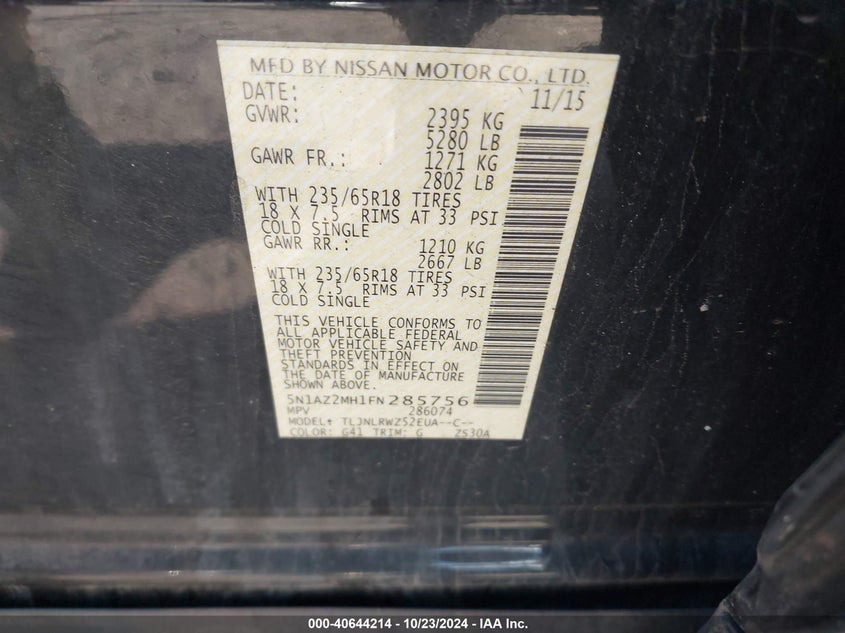 MFD BY NISSAN MOTOR CO., LTD.
DATE: 11/15
GVWR: 2395 KG
5280 LB
GAWR FR.: 1271 KG
2802 LB
WITH 235/65R18 TIRES
18 X 7.5 RIMS AT 33 PSI
COLD SINGLE
GAWR RR.: 1210 KG
2667 LB
WITH 235/65R18 TIRES
18 X 7.5 RIMS AT 33 PSI
COLD SINGLE
THIS VEHICLE CONFORMS TO
ALL APPLICABLE FEDERAL
MOTOR VEHICLE SAFETY AND
THEFT PREVENTION
STANDARDS IN EFFECT ON
THE DATE OF MANUFACTURE
SHOWN ABOVE.
5N1AZ2MH1FN285756
MPV 286074
MODEL: TLJNLRWZ52EUA--C--
COLOR: G41 TRIM: G ZS30A
000-40644214 - 10/23/2024 - IAA Inc.